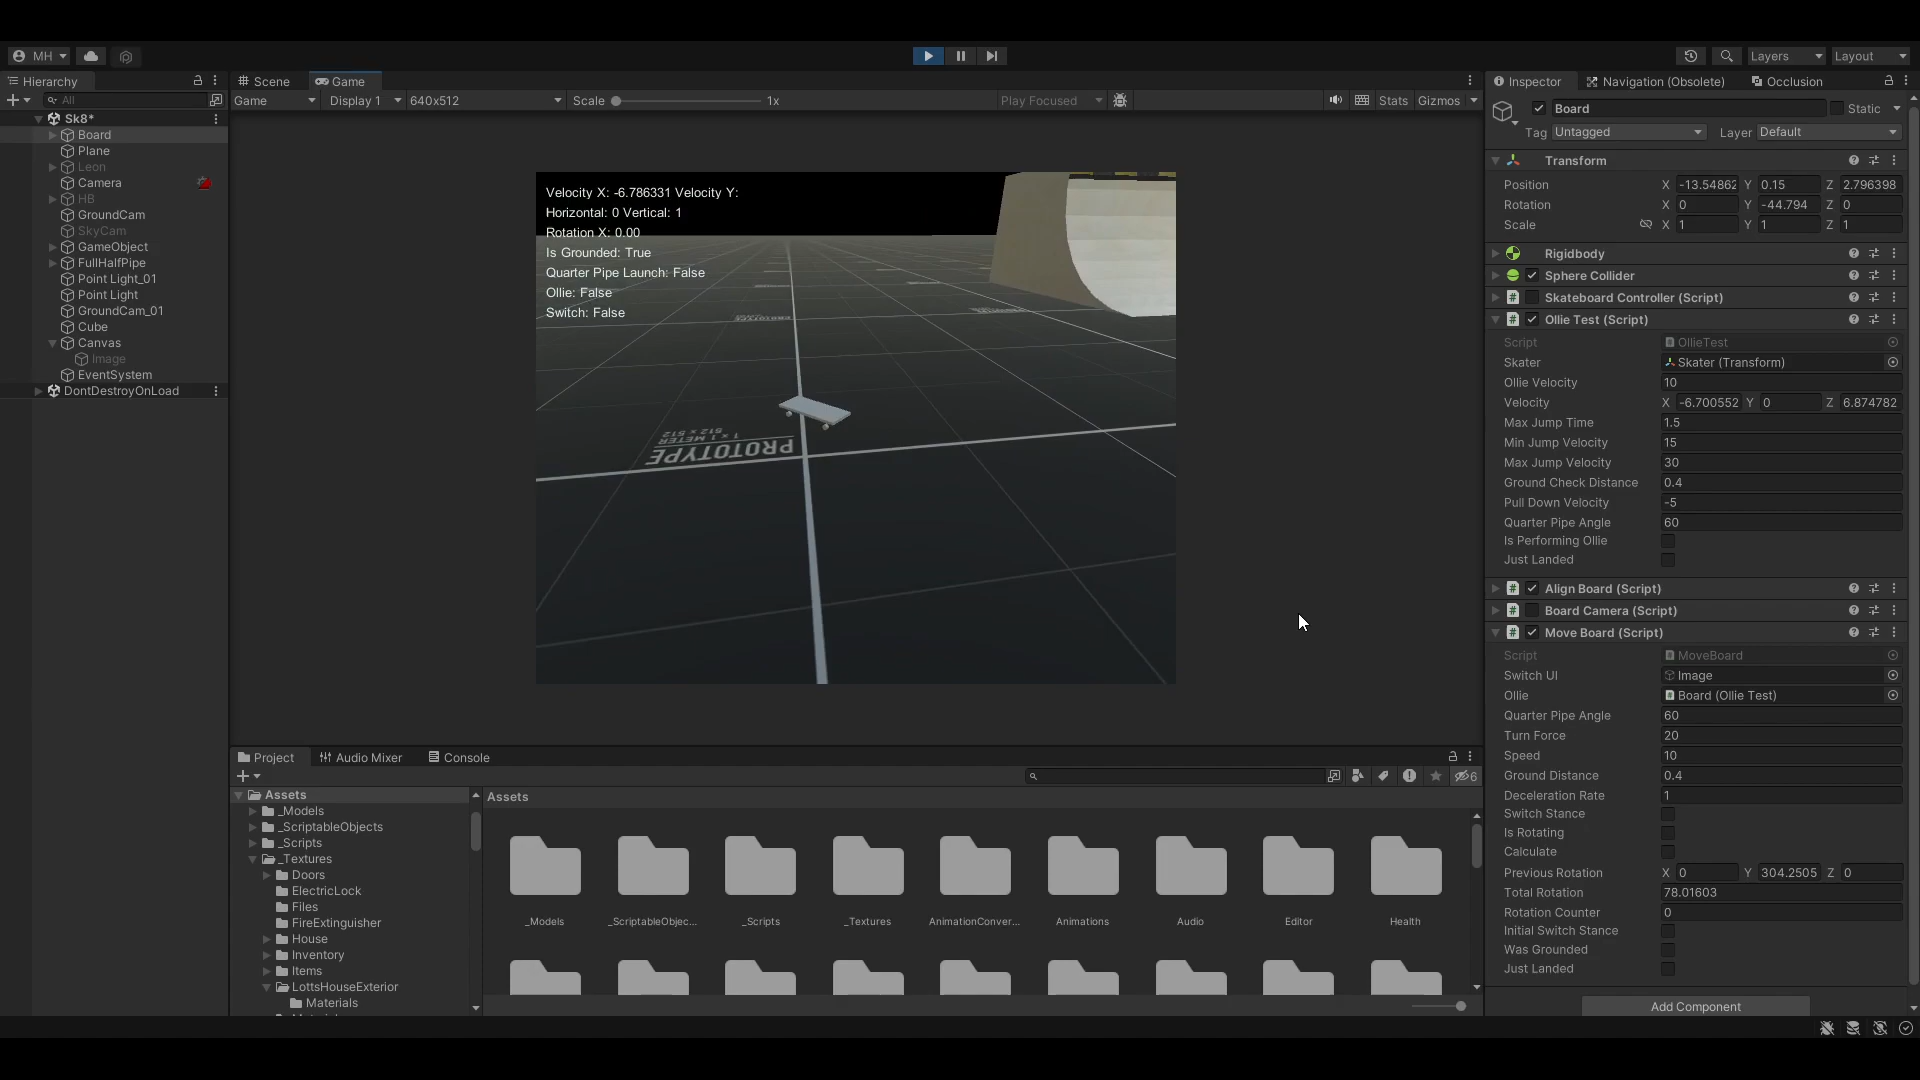 MH
Layers
Layout
Hierarchy
All
Sk8*
Board
Plane
Leon
Camera
HB
GroundCam
SkyCam
GameObject
FullHalfPipe
Point Light_01
Point Light
GroundCam_01
Cube
Canvas
Image
EventSystem
DontDestroyOnLoad
Scene
Game
Game
Display 1
640x512
Scale
1x
Play Focused
Stats
Gizmos
Velocity X: -6.786331 Velocity Y:
Horizontal: 0 Vertical: 1
Rotation X: 0.00
Is Grounded: True
Quarter Pipe Launch: False
Ollie: False
Switch: False
PROTOTYPE
1 x 1 METER
512 x 512
Project
Audio Mixer
Console
6
Assets
_Models
_ScriptableObjects
_Scripts
_Textures
Doors
ElectricLock
Files
FireExtinguisher
House
Inventory
Items
LottsHouseExterior
Materials
Assets
_Models
_ScriptableObjec...
_Scripts
_Textures
AnimationConver...
Animations
Audio
Editor
Health
Inspector
Navigation (Obsolete)
Occlusion
Board
Static
Tag Untagged
Layer Default
Transform
Position X -13.54862 Y 0.15 Z 2.796398
Rotation X 0 Y -44.794 Z 0
Scale X 1 Y 1 Z 1
Rigidbody
Sphere Collider
Skateboard Controller (Script)
Ollie Test (Script)
Script OllieTest
Skater Skater (Transform)
Ollie Velocity 10
Velocity X -6.700552 Y 0 Z 6.874782
Max Jump Time 1.5
Min Jump Velocity 15
Max Jump Velocity 30
Ground Check Distance 0.4
Pull Down Velocity -5
Quarter Pipe Angle 60
Is Performing Ollie
Just Landed
Align Board (Script)
Board Camera (Script)
Move Board (Script)
Script MoveBoard
Switch UI Image
Ollie Board (Ollie Test)
Quarter Pipe Angle 60
Turn Force 20
Speed 10
Ground Distance 0.4
Deceleration Rate 1
Switch Stance
Is Rotating
Calculate
Previous Rotation X 0 Y 304.2505 Z 0
Total Rotation 78.01603
Rotation Counter 0
Initial Switch Stance
Was Grounded
Just Landed
Add Component